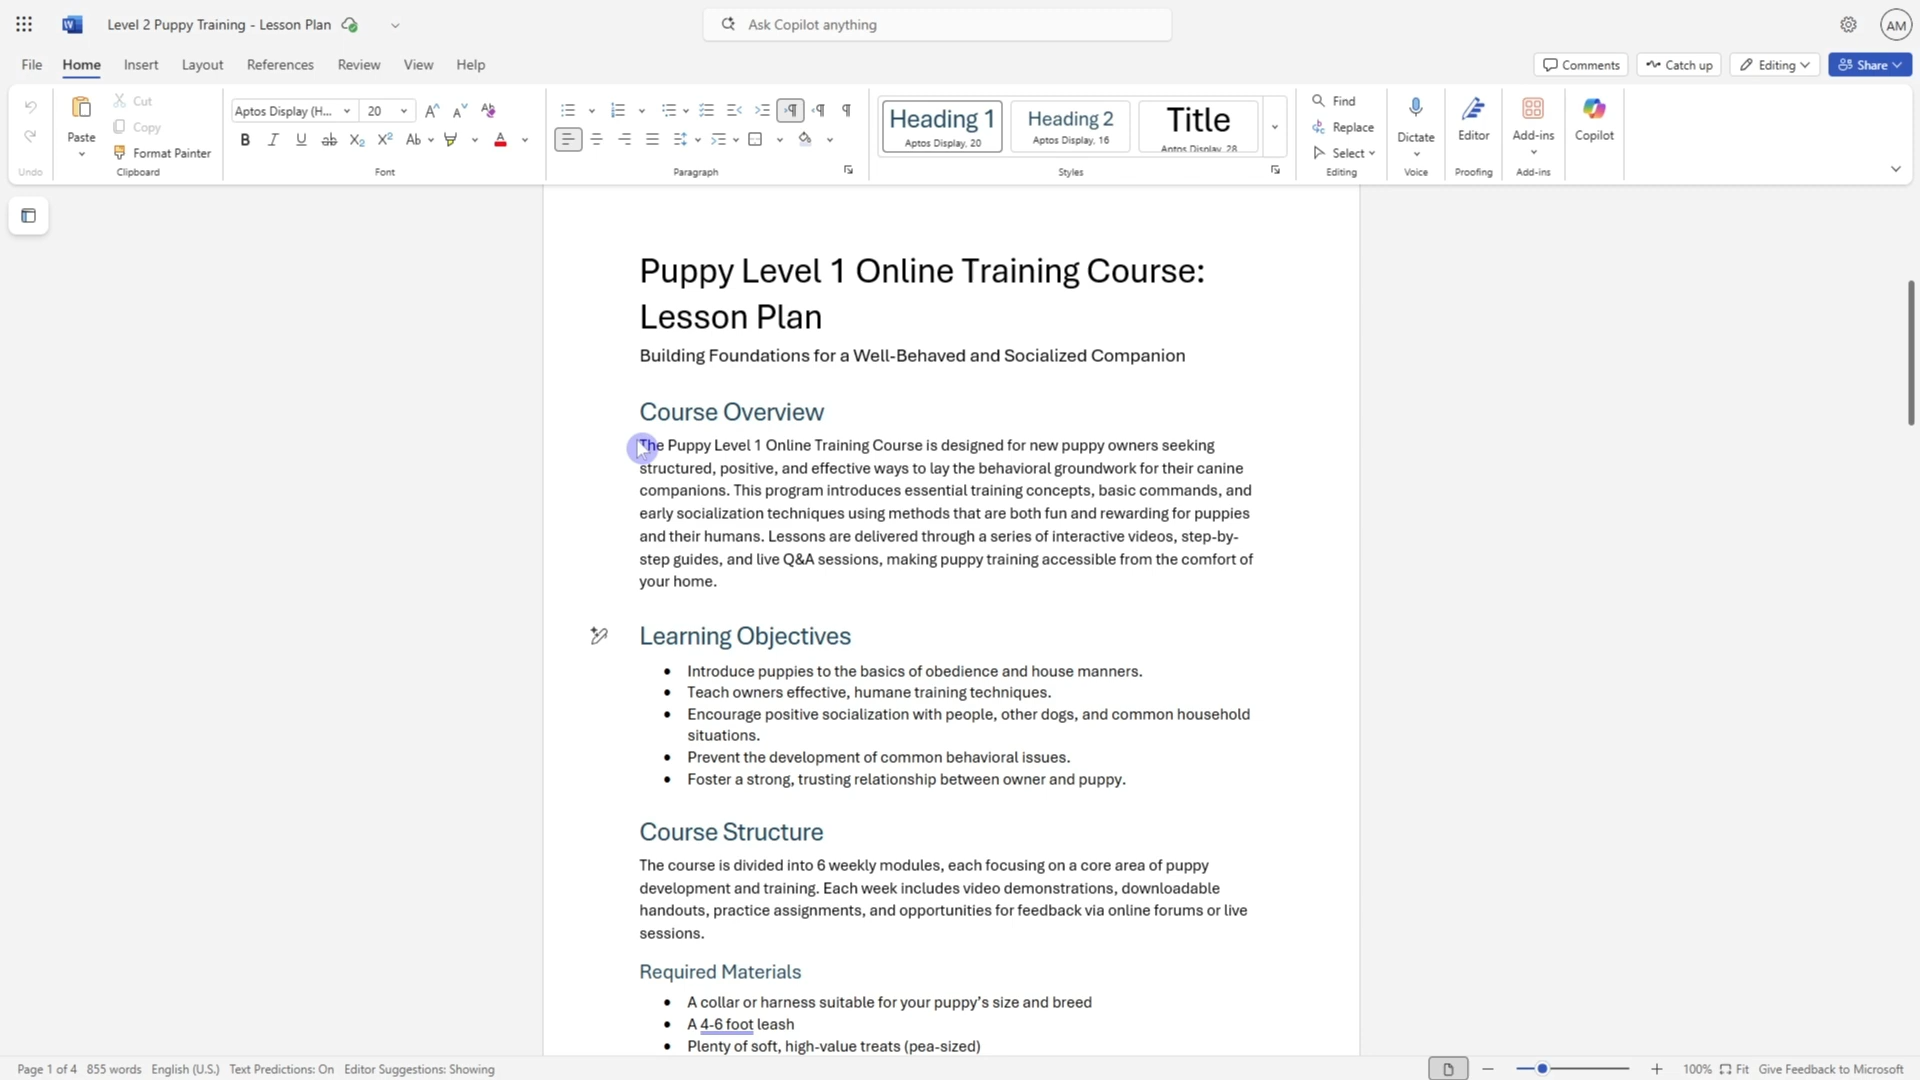 Level 2 Puppy Training - Lesson Plan
Ask Copilot anything
AM
File Home Insert Layout References Review View Help
Comments Catch up Editing Share
Paste
Cut
Copy
Format Painter
Undo
Clipboard
Aptos Display (H... 20
Font
Paragraph
Heading 1
Aptos Display, 20
Heading 2
Aptos Display, 16
Title
Aptos Display, 28
Styles
Find
Replace
Select
Editing
Dictate
Voice
Editor
Proofing
Add-ins
Add-ins
Copilot
Puppy Level 1 Online Training Course:
Lesson Plan
Building Foundations for a Well-Behaved and Socialized Companion
Course Overview
The Puppy Level 1 Online Training Course is designed for new puppy owners seeking
structured, positive, and effective ways to lay the behavioral groundwork for their canine
companions. This program introduces essential training concepts, basic commands, and
early socialization techniques using methods that are both fun and rewarding for puppies
and their humans. Lessons are delivered through a series of interactive videos, step-by-
step guides, and live Q&A sessions, making puppy training accessible from the comfort of
your home.
Learning Objectives
• Introduce puppies to the basics of obedience and house manners.
• Teach owners effective, humane training techniques.
• Encourage positive socialization with people, other dogs, and common household
situations.
• Prevent the development of common behavioral issues.
• Foster a strong, trusting relationship between owner and puppy.
Course Structure
The course is divided into 6 weekly modules, each focusing on a core area of puppy
development and training. Each week includes video demonstrations, downloadable
handouts, practice assignments, and opportunities for feedback via online forums or live
sessions.
Required Materials
• A collar or harness suitable for your puppy's size and breed
• A 4-6 foot leash
• Plenty of soft, high-value treats (pea-sized)
Page 1 of 4 855 words English (U.S.) Text Predictions: On Editor Suggestions: Showing
100% Fit Give Feedback to Microsoft